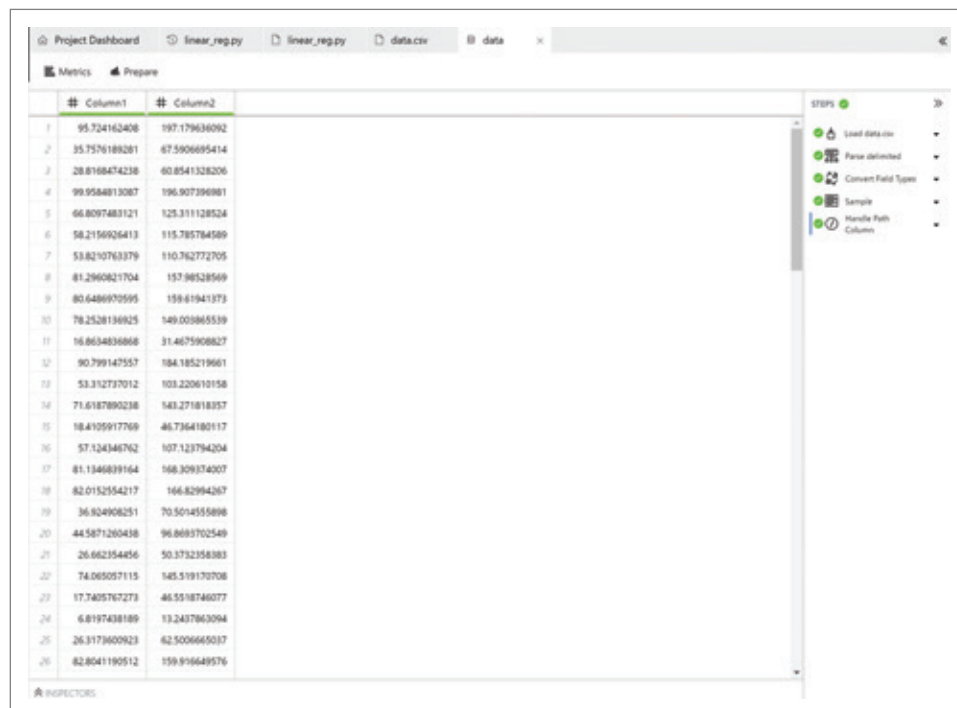 Project Dashboard linear_reg.py linear_reg.py data.csv data ×
Metrics Prepare
# Column1 # Column2
1 95.724162408 197.179636092
2 35.7576189281 67.5906695414
3 28.8168474238 60.8541328206
4 99.9584813087 196.907396981
5 66.8097483121 125.311128524
6 58.2156926413 115.785784589
7 53.8210763379 110.762772705
8 81.2960821704 157.98528569
9 80.6486970595 159.61941373
10 78.2528136925 149.003865539
11 16.8634836868 31.4675908827
12 90.799147557 184.185219661
13 53.312737012 103.220610158
14 71.6187890238 143.271818357
15 18.4105917769 46.7364180117
16 57.124346762 107.123794204
17 81.1346839164 168.309374007
18 82.0152554217 166.82994267
19 36.924908251 70.5014555898
20 44.5871260438 96.8693702549
21 26.662354456 50.3732358383
22 74.065057115 145.519170708
23 17.7405767273 46.5518746077
24 6.8197438189 13.2437863094
25 26.3173600923 62.5006665037
26 82.8041190512 159.916649576
STEPS
Load data.csv
Parse delimited
Convert Field Types
Sample
Handle Path
Column
INSPECTORS